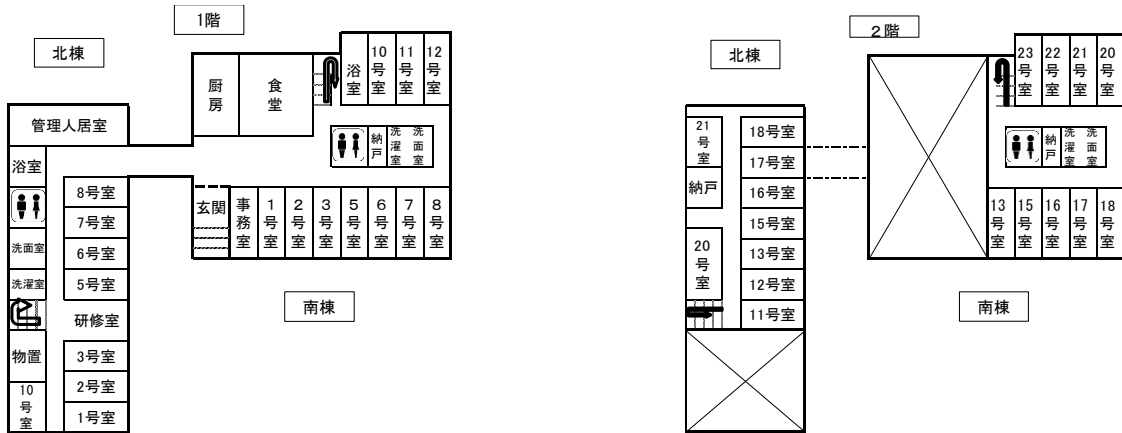 1階
北棟
厨房
食堂
浴室
10号室
11号室
12号室
管理人居室
納戸
洗濯室
洗面室
浴室
8号室
7号室
洗面室
6号室
洗濯室
5号室
研修室
物置
3号室
2号室
10号室
1号室
玄関
事務室
1号室
2号室
3号室
5号室
6号室
7号室
8号室
南棟
2階
北棟
23号室
22号室
21号室
20号室
21号室
18号室
17号室
納戸
16号室
15号室
20号室
13号室
12号室
11号室
納戸
洗濯室
洗面室
13号室
15号室
16号室
17号室
18号室
南棟